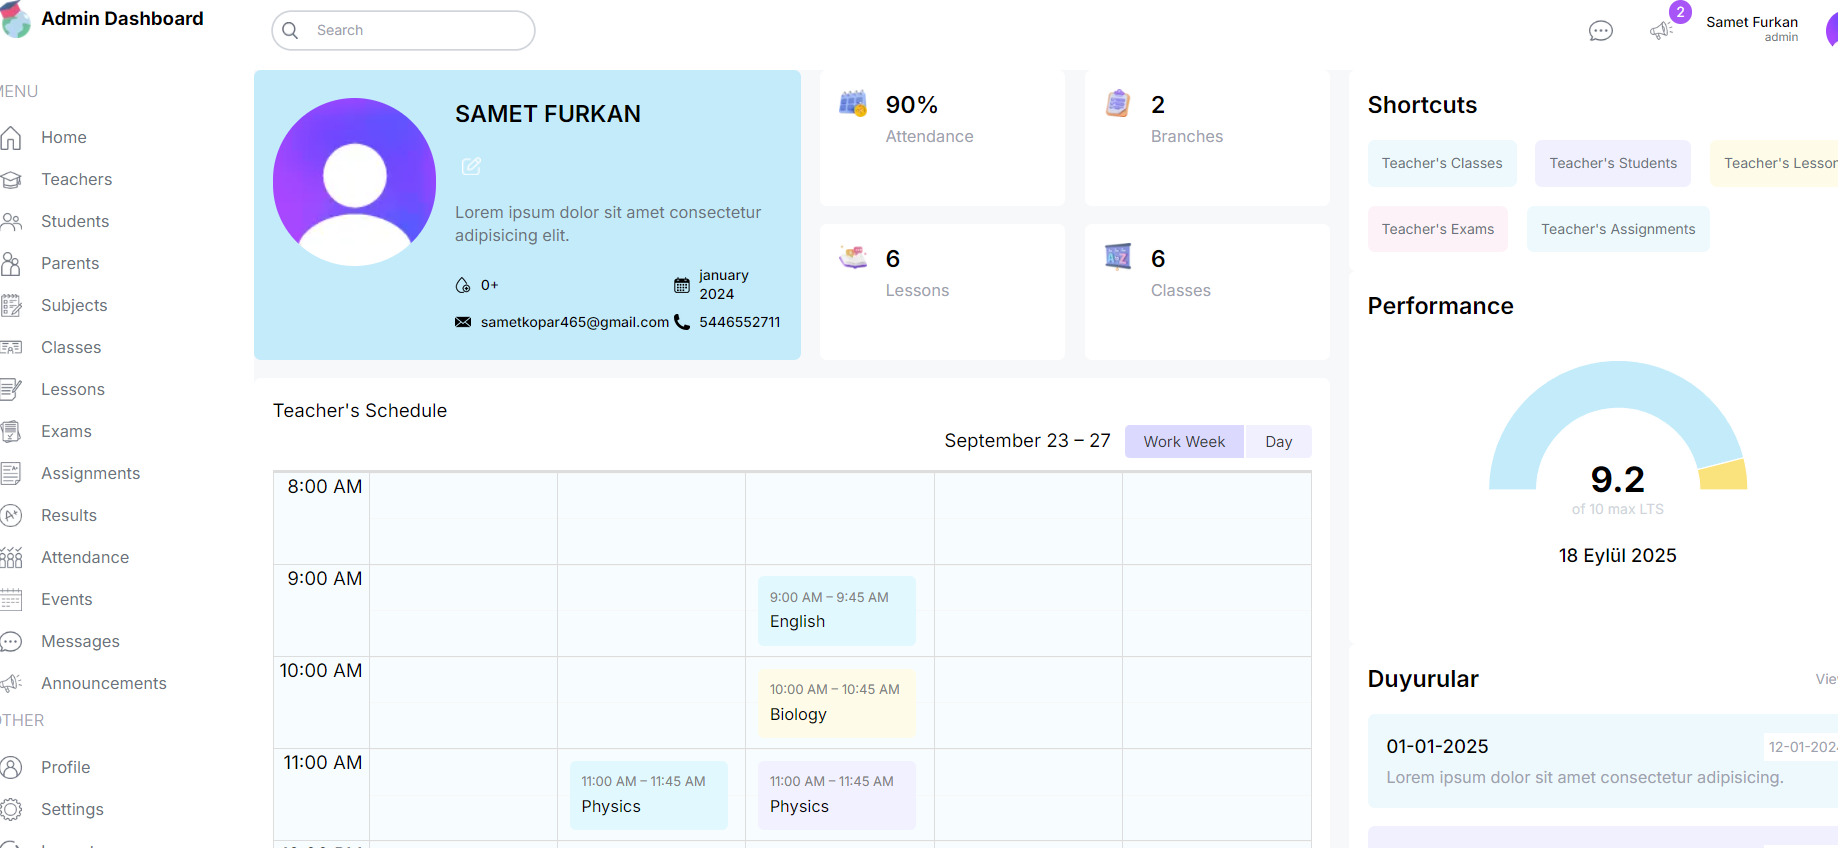 Admin Dashboard
Search
2
Samet Furkan
admin
MENU
Home
Teachers
Students
Parents
Subjects
Classes
Lessons
Exams
Assignments
Results
Attendance
Events
Messages
Announcements
OTHER
Profile
Settings
SAMET FURKAN
Lorem ipsum dolor sit amet consectetur
adipisicing elit.
0+
january
2024
sametkopar465@gmail.com
5446552711
90%
Attendance
2
Branches
6
Lessons
6
Classes
Teacher's Schedule
September 23 – 27
Work Week
Day
8:00 AM
9:00 AM
9:00 AM – 9:45 AM
English
10:00 AM
10:00 AM – 10:45 AM
Biology
11:00 AM
11:00 AM – 11:45 AM
Physics
11:00 AM – 11:45 AM
Physics
Shortcuts
Teacher's Classes
Teacher's Students
Teacher's Lesson
Teacher's Exams
Teacher's Assignments
Performance
9.2
of 10 max LTS
18 Eylül 2025
Duyurular
View
01-01-2025
12-01-2024
Lorem ipsum dolor sit amet consectetur adipisicing.